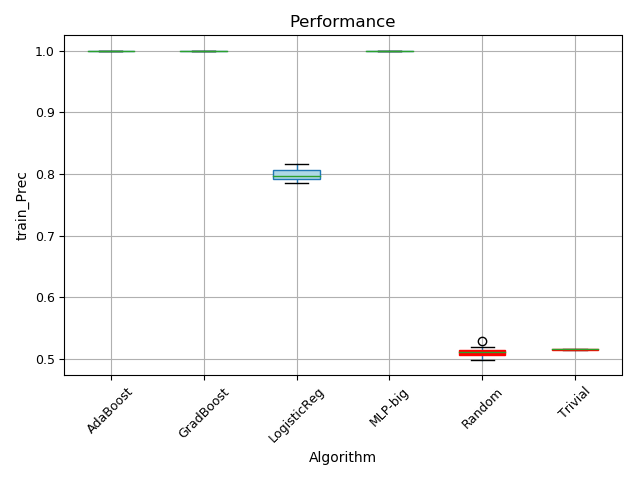 Performance
train_Prec
1.0
0.9
0.8
0.7
0.6
0.5
AdaBoost
GradBoost
LogisticReg
MLP-big
Random
Trivial
Algorithm